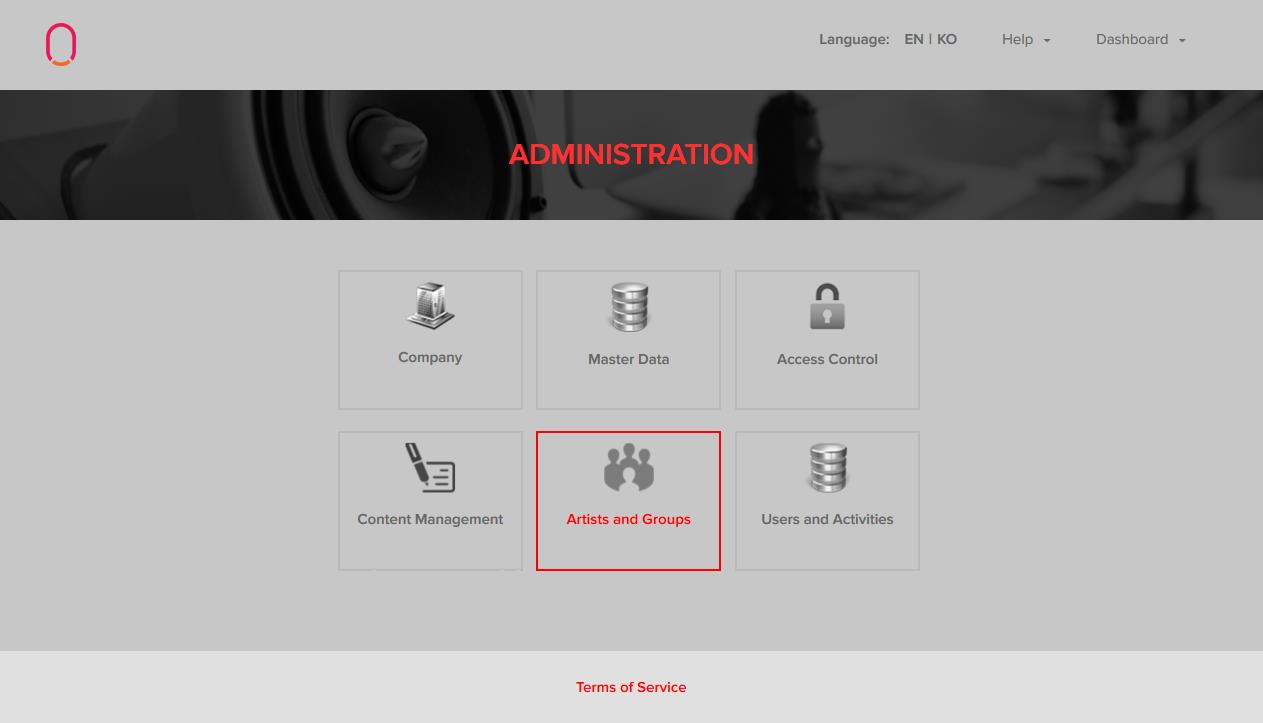 Language: EN | KO Help Dashboard
ADMINISTRATION
Company Master Data Access Control
Content Management Artists and Groups Users and Activities
Terms of Service